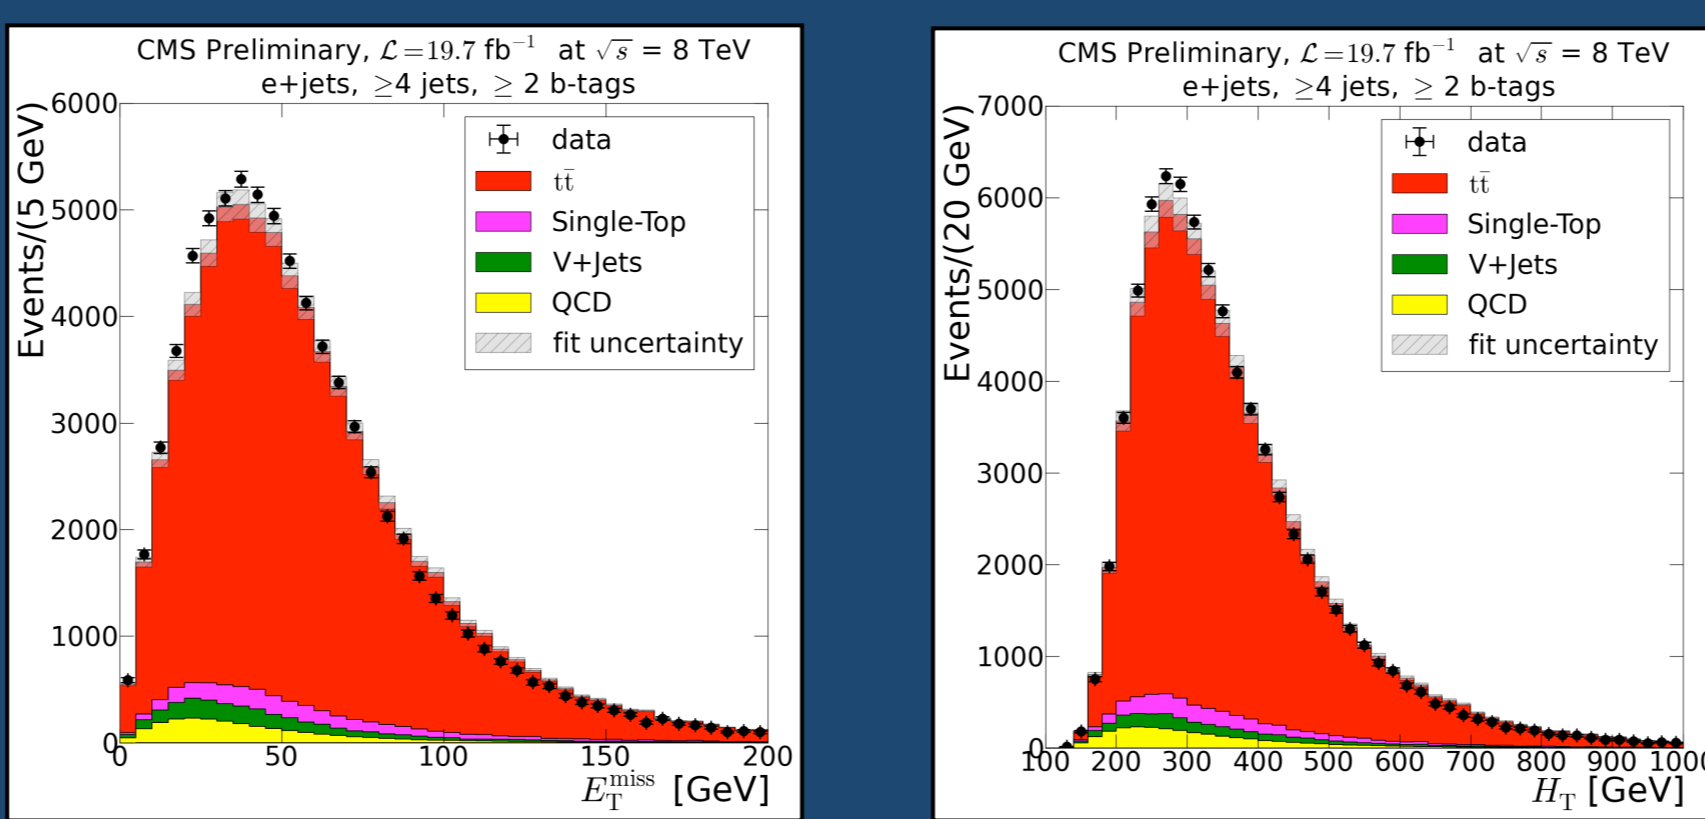 CMS Preliminary, ℒ=19.7 fb⁻¹ at √s = 8 TeV
e+jets, ≥4 jets, ≥ 2 b-tags
Events/(5 GeV)
6000
5000
4000
3000
2000
1000
0
data
tt̄
Single-Top
V+Jets
QCD
fit uncertainty
0 50 100 150 200
E_T^miss [GeV]
CMS Preliminary, ℒ=19.7 fb⁻¹ at √s = 8 TeV
e+jets, ≥4 jets, ≥ 2 b-tags
Events/(20 GeV)
7000
6000
5000
4000
3000
2000
1000
0
data
tt̄
Single-Top
V+Jets
QCD
fit uncertainty
100 200 300 400 500 600 700 800 900 1000
H_T [GeV]